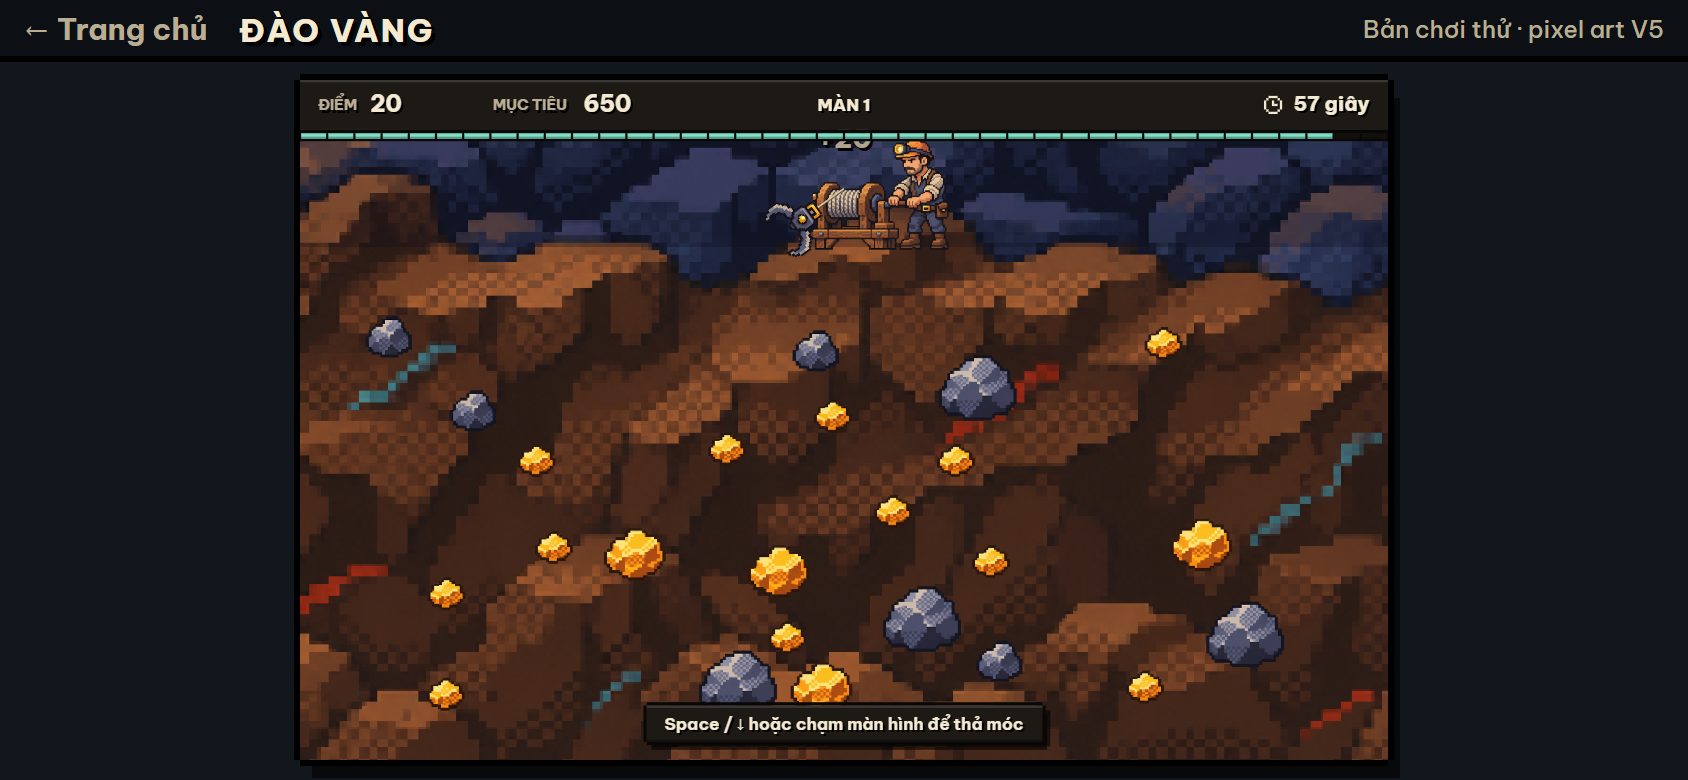 ← Trang chủ ĐÀO VÀNG Bản chơi thử · pixel art V5
ĐIỂM 20 MỤC TIÊU 650 MÀN 1 57 giây
Space / ↓ hoặc chạm màn hình để thả móc